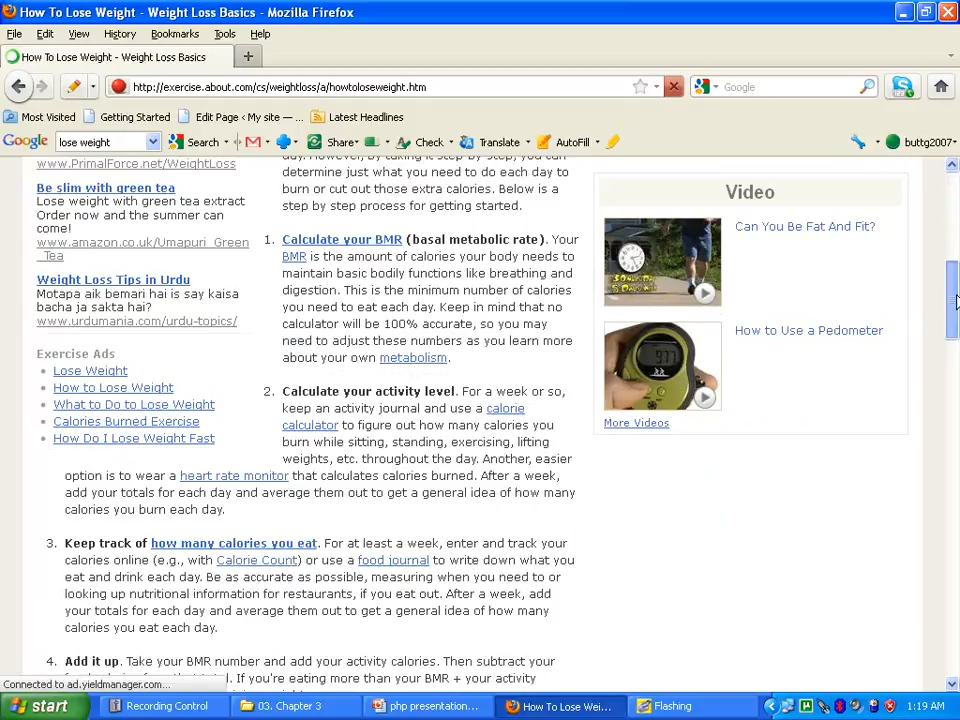 How To Lose Weight - Weight Loss Basics - Mozilla Firefox
File Edit View History Bookmarks Tools Help
How To Lose Weight - Weight Loss Basics
http://exercise.about.com/cs/weightloss/a/howtoloseweight.htm
Google
Most Visited Getting Started Edit Page ‹ My site — ... Latest Headlines
Google lose weight Search Share Check Translate AutoFill buttg2007
www.PrimalForce.net/WeightLoss
Be slim with green tea
Lose weight with green tea extract
Order now and the summer can
come!
www.amazon.co.uk/Umapuri_Green
_Tea
Weight Loss Tips in Urdu
Motapa aik bemari hai is say kaisa
bacha ja sakta hai?
www.urdumania.com/urdu-topics/
Exercise Ads
Lose Weight
How to Lose Weight
What to Do to Lose Weight
Calories Burned Exercise
How Do I Lose Weight Fast
day. However, by taking it step by step, you can
determine just what you need to do each day to
burn or cut out those extra calories. Below is a
step by step process for getting started.
1. Calculate your BMR (basal metabolic rate). Your
BMR is the amount of calories your body needs to
maintain basic bodily functions like breathing and
digestion. This is the minimum number of calories
you need to eat each day. Keep in mind that no
calculator will be 100% accurate, so you may
need to adjust these numbers as you learn more
about your own metabolism.
2. Calculate your activity level. For a week or so,
keep an activity journal and use a calorie
calculator to figure out how many calories you
burn while sitting, standing, exercising, lifting
weights, etc. throughout the day. Another, easier
option is to wear a heart rate monitor that calculates calories burned. After a week,
add your totals for each day and average them out to get a general idea of how many
calories you burn each day.
3. Keep track of how many calories you eat. For at least a week, enter and track your
calories online (e.g., with Calorie Count) or use a food journal to write down what you
eat and drink each day. Be as accurate as possible, measuring when you need to or
looking up nutritional information for restaurants, if you eat out. After a week, add
your totals for each day and average them out to get a general idea of how many
calories you eat each day.
4. Add it up. Take your BMR number and add your activity calories. Then subtract your
If you're eating more than your BMR + your activity
Video
Can You Be Fat And Fit?
How to Use a Pedometer
977
More Videos
Connected to ad.yieldmanager.com...
start Recording Control 03. Chapter 3 php presentation... How To Lose Wei... Flashing 1:19 AM